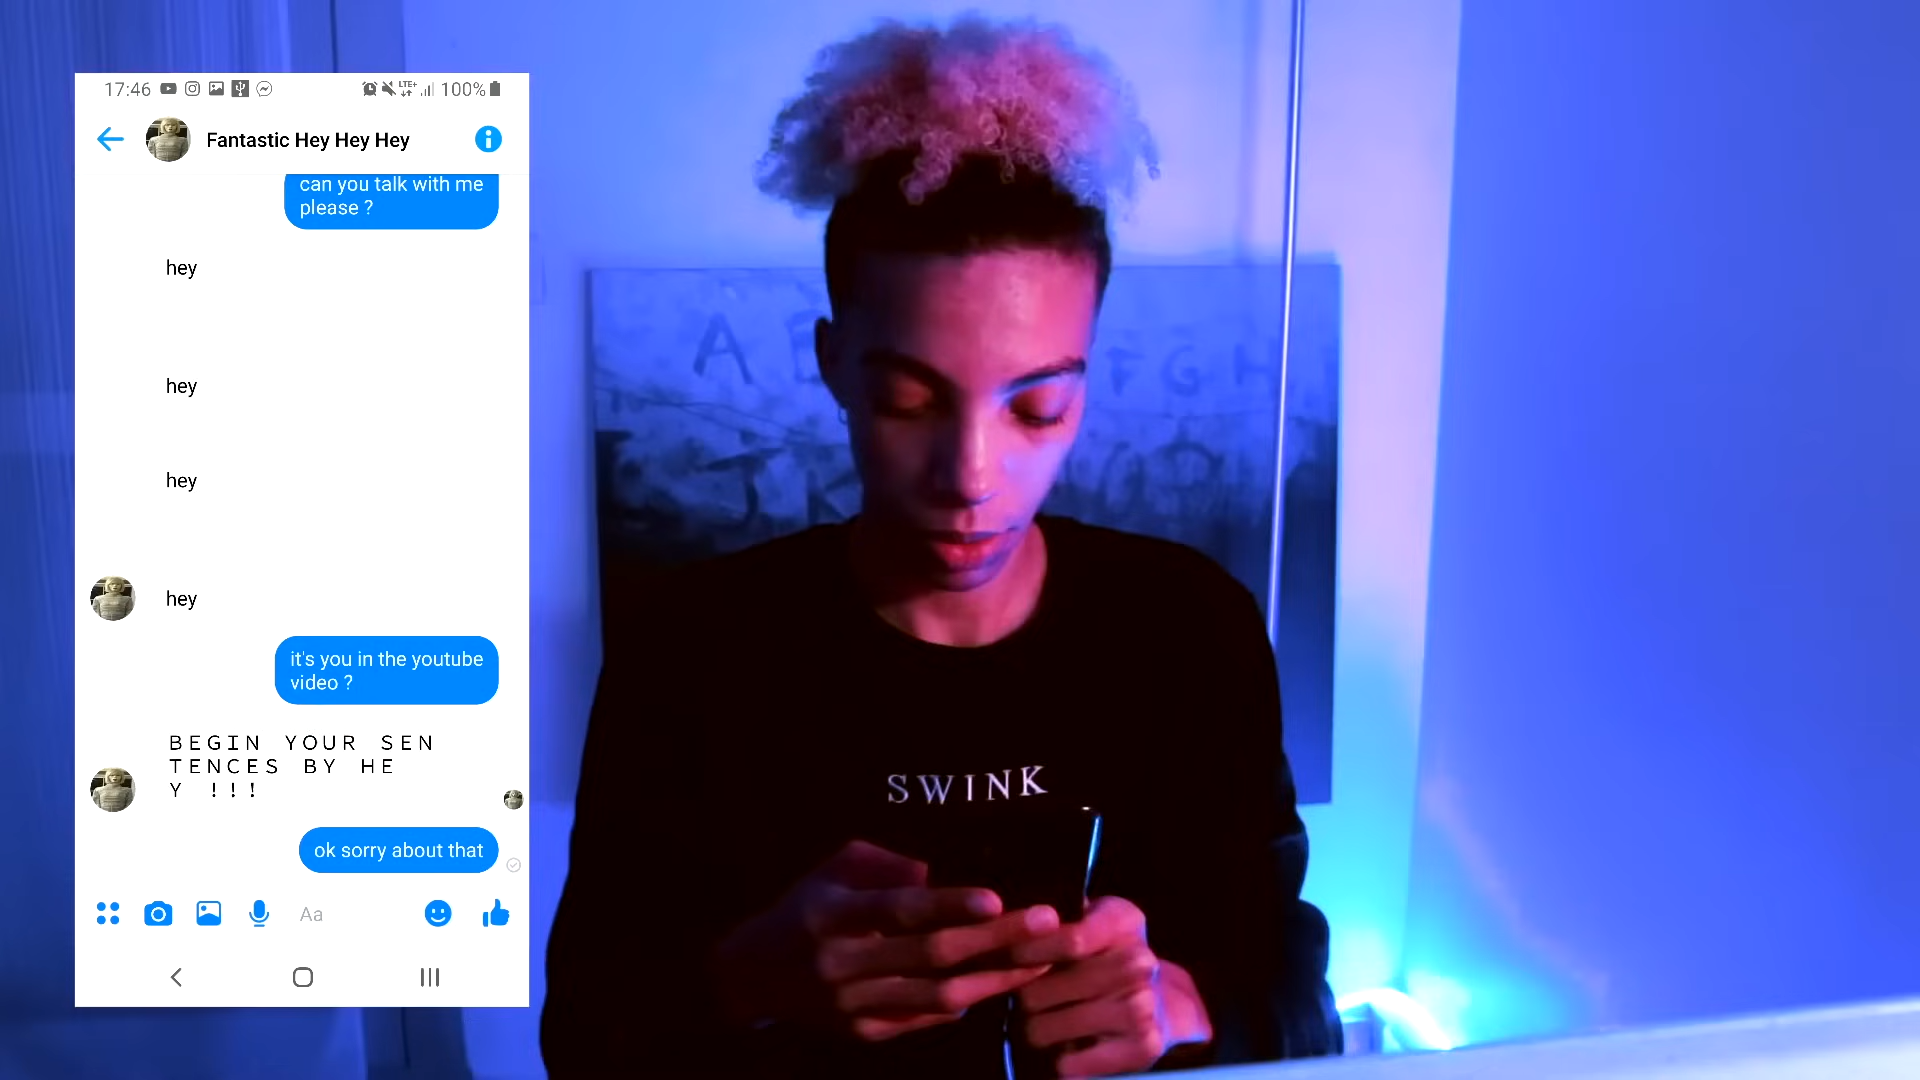 17:46
LTE+
100%
Fantastic Hey Hey Hey
can you talk with me
please ?
hey
hey
hey
hey
it's you in the youtube
video ?
BEGIN YOUR SEN
TENCES BY HE
Y !!!
ok sorry about that
Aa
A E F G H
J K
SWINK